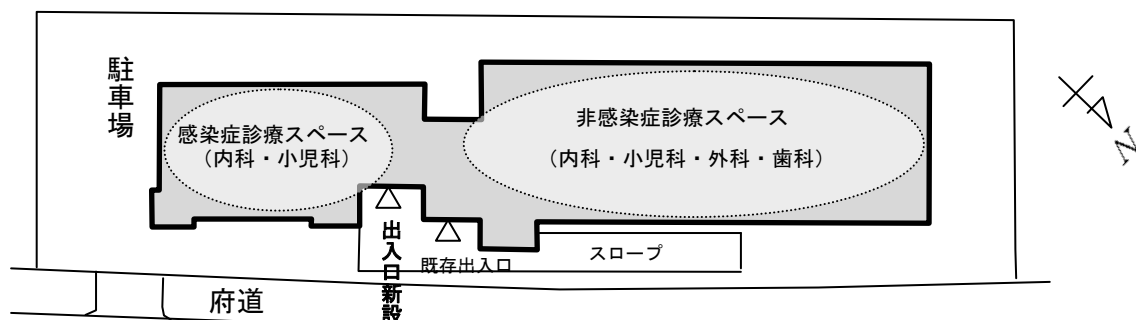 駐車場
感染症診療スペース
（内科・小児科）
非感染症診療スペース
（内科・小児科・外科・歯科）
N
出入口新設
既存出入口
スロープ
府道